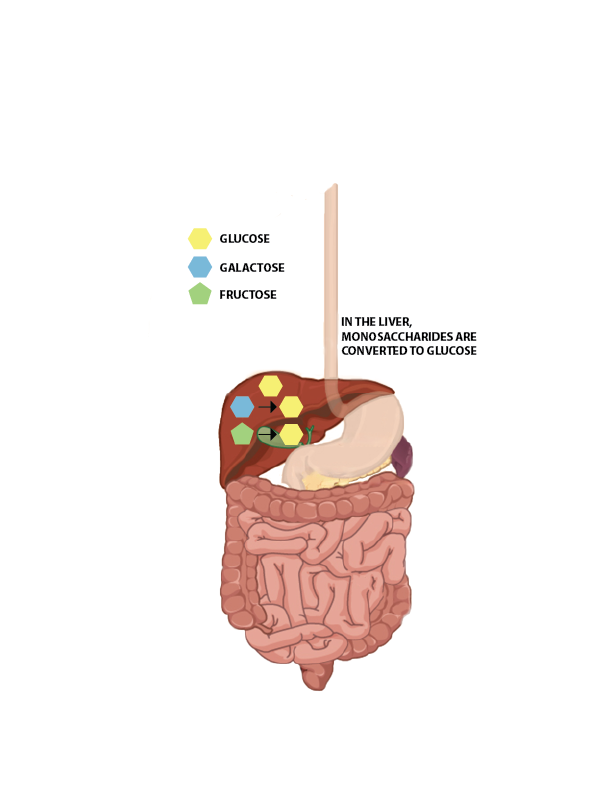 GLUCOSE
GALACTOSE
FRUCTOSE
IN THE LIVER,
MONOSACCHARIDES ARE
CONVERTED TO GLUCOSE